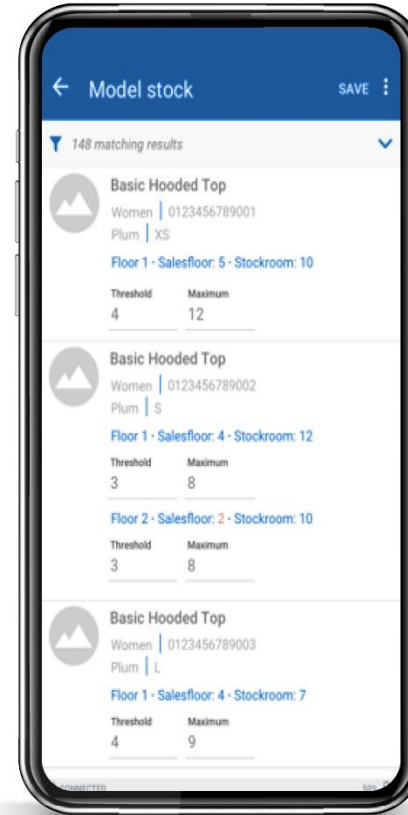 Model stock SAVE
148 matching results
Basic Hooded Top
Women | 0123456789001
Plum | XS
Floor 1 • Salesfloor: 5 • Stockroom: 10
Threshold Maximum
4 12
Basic Hooded Top
Women | 0123456789002
Plum | S
Floor 1 • Salesfloor: 4 • Stockroom: 12
Threshold Maximum
3 8
Floor 2 • Salesfloor: 2 • Stockroom: 10
Threshold Maximum
3 8
Basic Hooded Top
Women | 0123456789003
Plum | L
Floor 1 • Salesfloor: 4 • Stockroom: 7
Threshold Maximum
4 9
CONNECTED